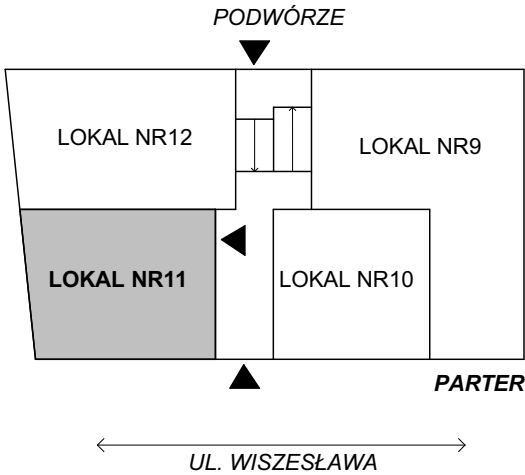 PODWÓRZE
LOKAL NR12
LOKAL NR9
LOKAL NR11
LOKAL NR10
PARTER
UL. WISZESŁAWA